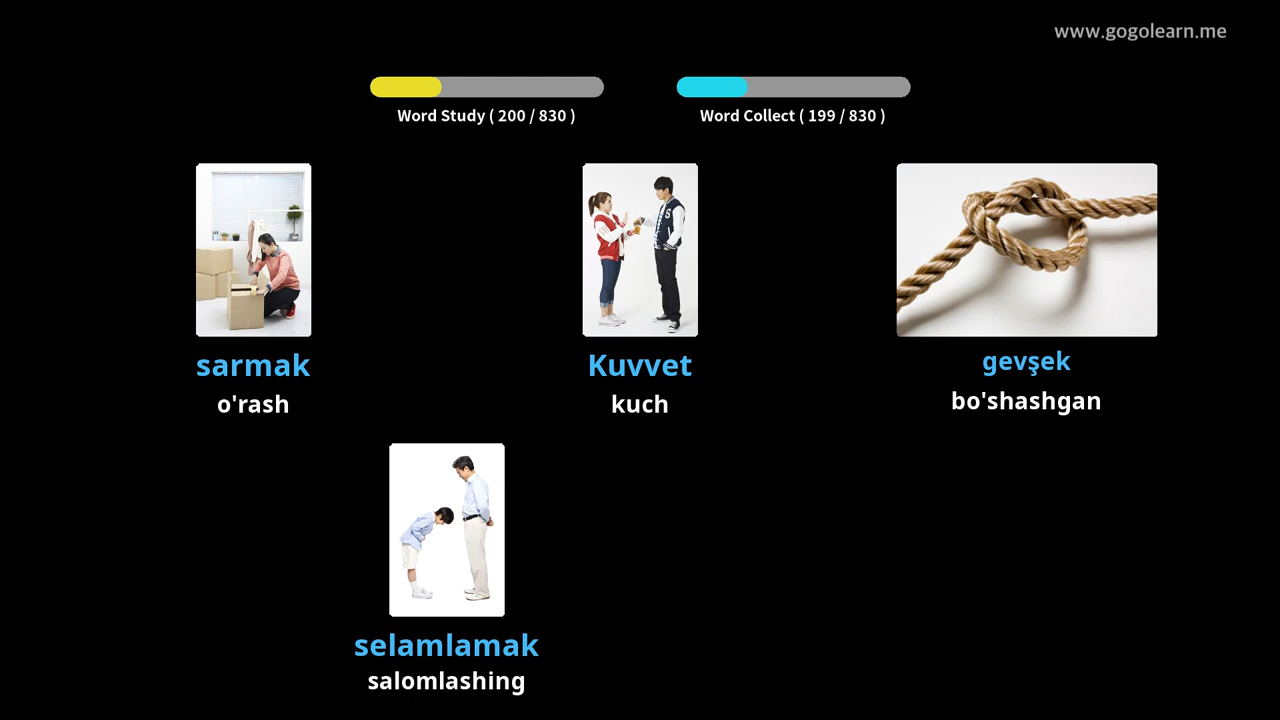 www.gogolearn.me
Word Study ( 200 / 830 )
Word Collect ( 199 / 830 )
sarmak
o'rash
Kuvvet
kuch
gevşek
bo'shashgan
selamlamak
salomlashing